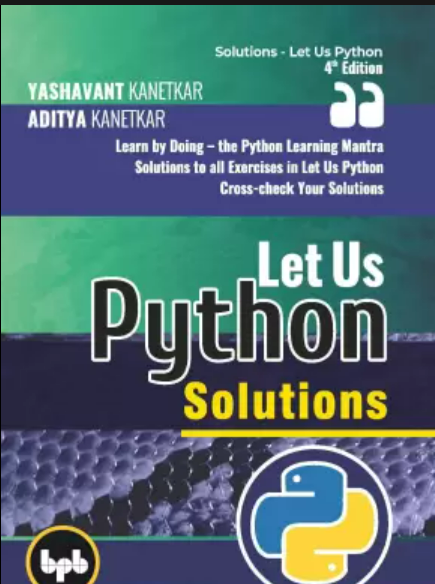 Solutions - Let Us Python
4th Edition
YASHAVANT KANETKAR
ADITYA KANETKAR
Learn by Doing – the Python Learning Mantra
Solutions to all Exercises in Let Us Python
Cross-check Your Solutions
Let Us
Python
Solutions
bpb